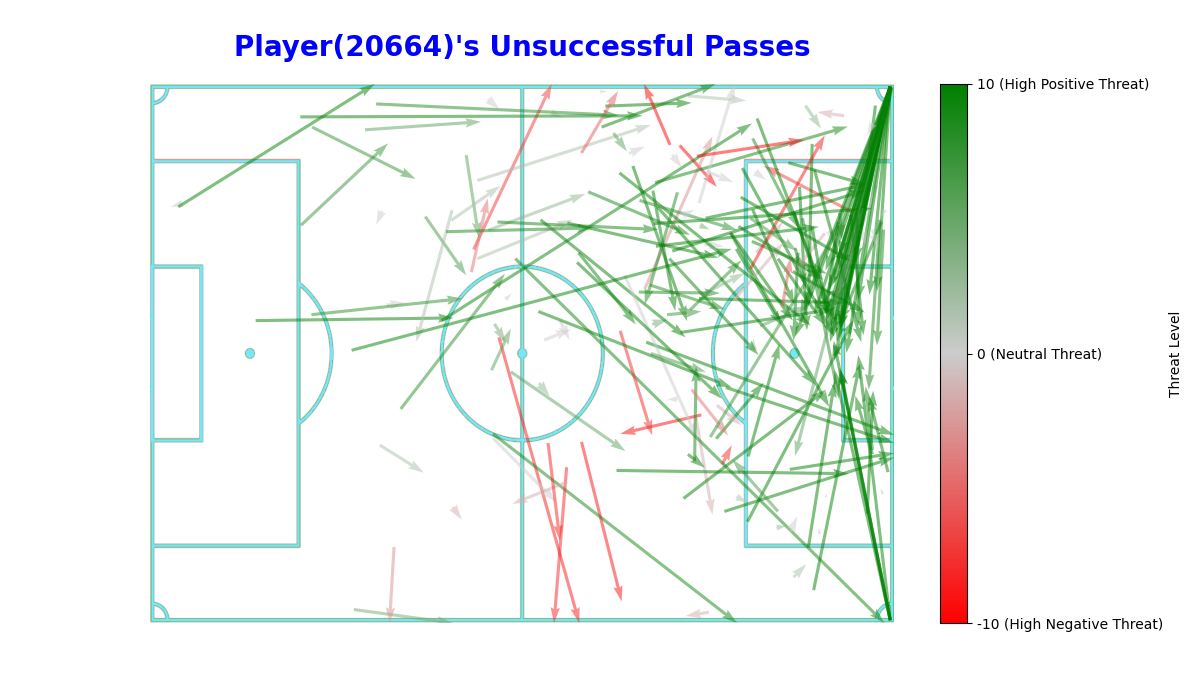 Player(20664)'s Unsuccessful Passes
10 (High Positive Threat)
0 (Neutral Threat)
-10 (High Negative Threat)
Threat Level